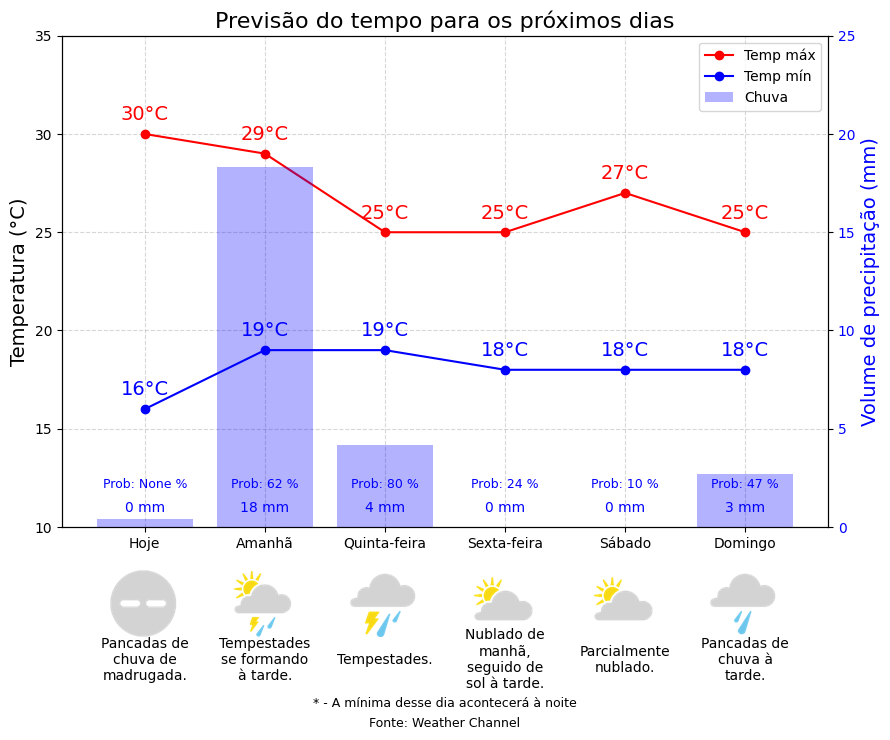 Previsão do tempo para os próximos dias
Temp máx
Temp mín
Chuva
Temperatura (°C)
Volume de precipitação (mm)
35
30
25
20
15
10
25
20
15
10
5
0
30°C
29°C
25°C
25°C
27°C
25°C
16°C
19°C
19°C
18°C
18°C
18°C
Prob: None %
Prob: 62 %
Prob: 80 %
Prob: 24 %
Prob: 10 %
Prob: 47 %
0 mm
18 mm
4 mm
0 mm
0 mm
3 mm
Hoje
Amanhã
Quinta-feira
Sexta-feira
Sábado
Domingo
Pancadas de
chuva de
madrugada.
Tempestades
se formando
à tarde.
Tempestades.
Nublado de
manhã,
seguido de
sol à tarde.
Parcialmente
nublado.
Pancadas de
chuva à
tarde.
* - A mínima desse dia acontecerá à noite
Fonte: Weather Channel